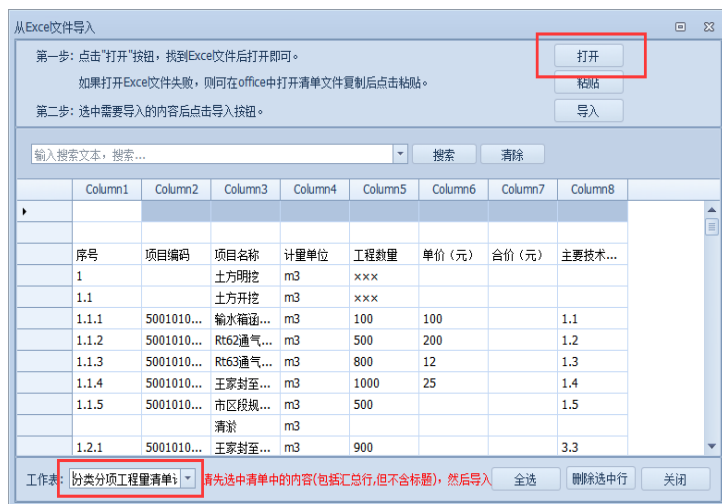 从Excel文件导入
第一步：点击"打开"按钮，找到Excel文件后打开即可。 打开
如果打开Excel文件失败，则可在office中打开清单文件复制后点击粘贴。 粘贴
第二步：选中需要导入的内容后点击导入按钮。 导入
输入搜索文本，搜索... 搜索 清除
Column1 Column2 Column3 Column4 Column5 Column6 Column7 Column8
序号 项目编码 项目名称 计量单位 工程数量 单价（元） 合价（元） 主要技术...
1 土方明挖 m3 ×××
1.1 土方开挖 m3 ×××
1.1.1 5001010... 输水箱涵... m3 100 100 1.1
1.1.2 5001010... Rt62通气... m3 500 200 1.2
1.1.3 5001010... Rt63通气... m3 800 12 1.3
1.1.4 5001010... 王家封至... m3 1000 25 1.4
1.1.5 5001010... 市区段规... m3 500 1.5
清淤 m3
1.2.1 5001010... 王家封至... m3 900 3.3
工作表： 分类分项工程量清单 请先选中清单中的内容(包括汇总行,但不含标题)，然后导入 全选 删除选中行 关闭